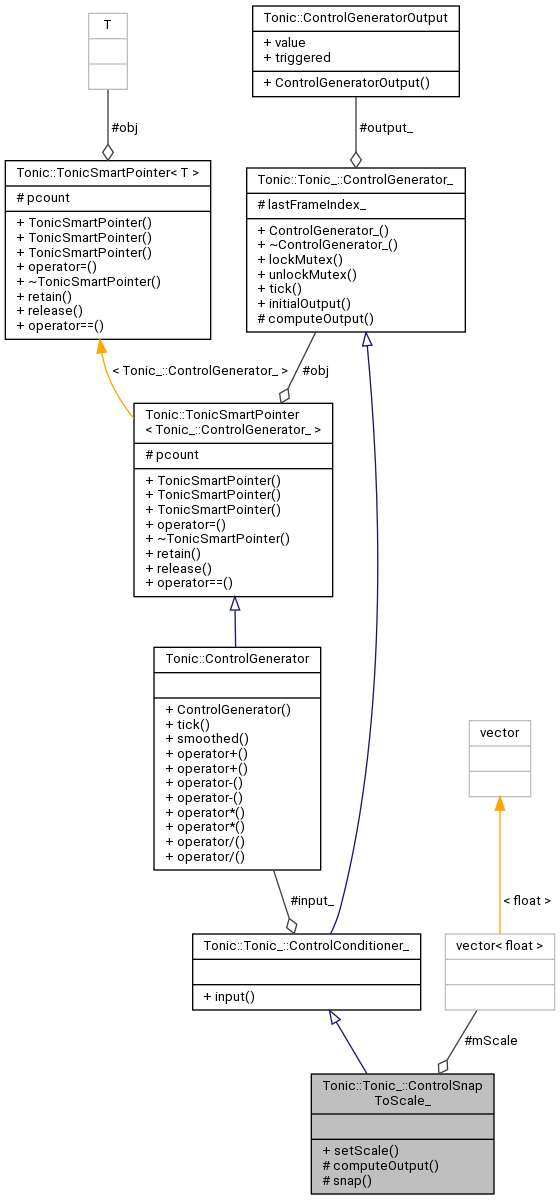 T
#obj
Tonic::ControlGeneratorOutput
+ value
+ triggered
+ ControlGeneratorOutput()
#output_
Tonic::TonicSmartPointer< T >
# pcount
+ TonicSmartPointer()
+ TonicSmartPointer()
+ TonicSmartPointer()
+ operator=()
+ ~TonicSmartPointer()
+ retain()
+ release()
+ operator==()
Tonic::Tonic_::ControlGenerator_
# lastFrameIndex_
+ ControlGenerator_()
+ ~ControlGenerator_()
+ lockMutex()
+ unlockMutex()
+ tick()
+ initialOutput()
# computeOutput()
< Tonic_::ControlGenerator_ >
#obj
Tonic::TonicSmartPointer
< Tonic_::ControlGenerator_ >
# pcount
+ TonicSmartPointer()
+ TonicSmartPointer()
+ TonicSmartPointer()
+ operator=()
+ ~TonicSmartPointer()
+ retain()
+ release()
+ operator==()
Tonic::ControlGenerator
+ ControlGenerator()
+ tick()
+ smoothed()
+ operator+()
+ operator+()
+ operator-()
+ operator-()
+ operator*()
+ operator*()
+ operator/()
+ operator/()
vector
#input_
< float >
Tonic::Tonic_::ControlConditioner_
+ input()
vector< float >
#mScale
Tonic::Tonic_::ControlSnap
ToScale_
+ setScale()
# computeOutput()
# snap()